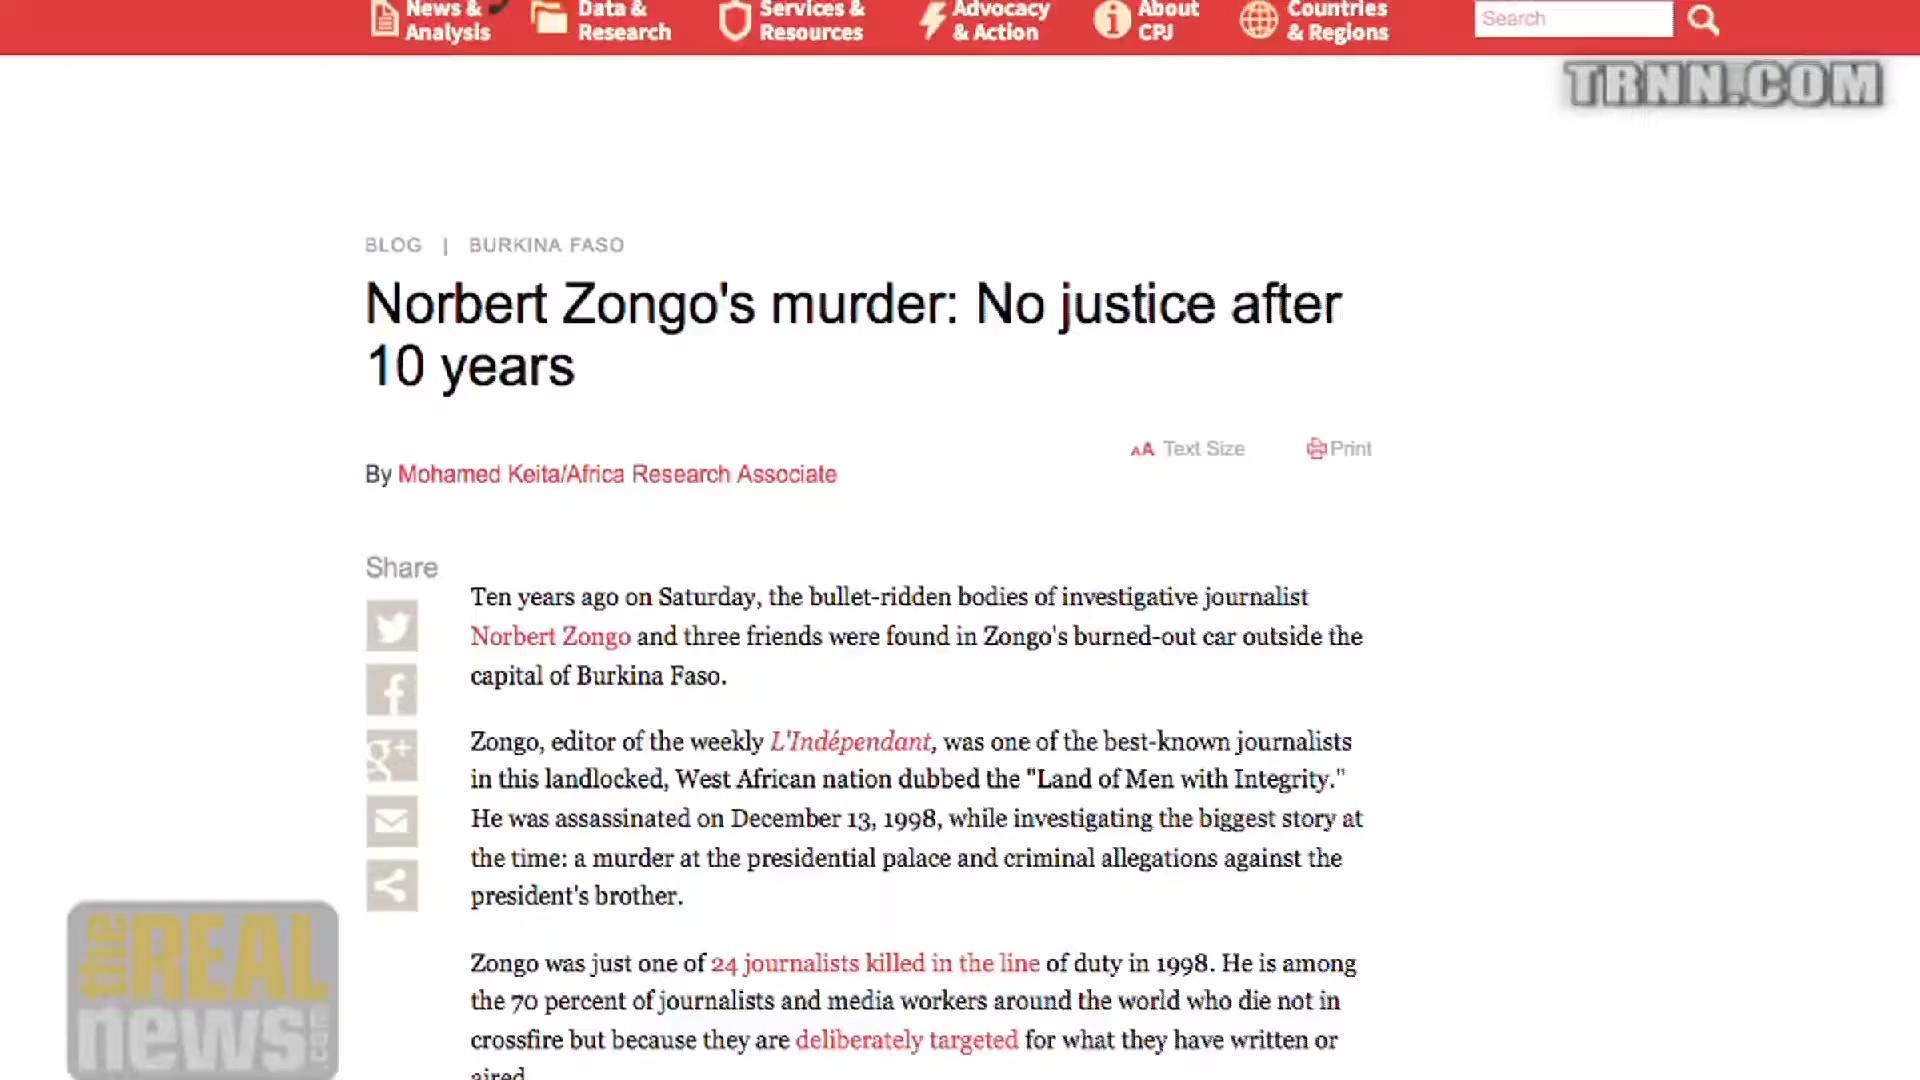 News &
Analysis
Data &
Research
Services &
Resources
Advocacy
& Action
About
CPJ
Countries
& Regions
Search
TRNN.COM
BLOG | BURKINA FASO
Norbert Zongo's murder: No justice after
10 years
AA Text Size
Print
By Mohamed Keita/Africa Research Associate
Share
Ten years ago on Saturday, the bullet-ridden bodies of investigative journalist
Norbert Zongo and three friends were found in Zongo's burned-out car outside the
capital of Burkina Faso.
Zongo, editor of the weekly L'Indépendant, was one of the best-known journalists
in this landlocked, West African nation dubbed the "Land of Men with Integrity."
He was assassinated on December 13, 1998, while investigating the biggest story at
the time: a murder at the presidential palace and criminal allegations against the
president's brother.
Zongo was just one of 24 journalists killed in the line of duty in 1998. He is among
the 70 percent of journalists and media workers around the world who die not in
crossfire but because they are deliberately targeted for what they have written or
aired
the REAL
news.com